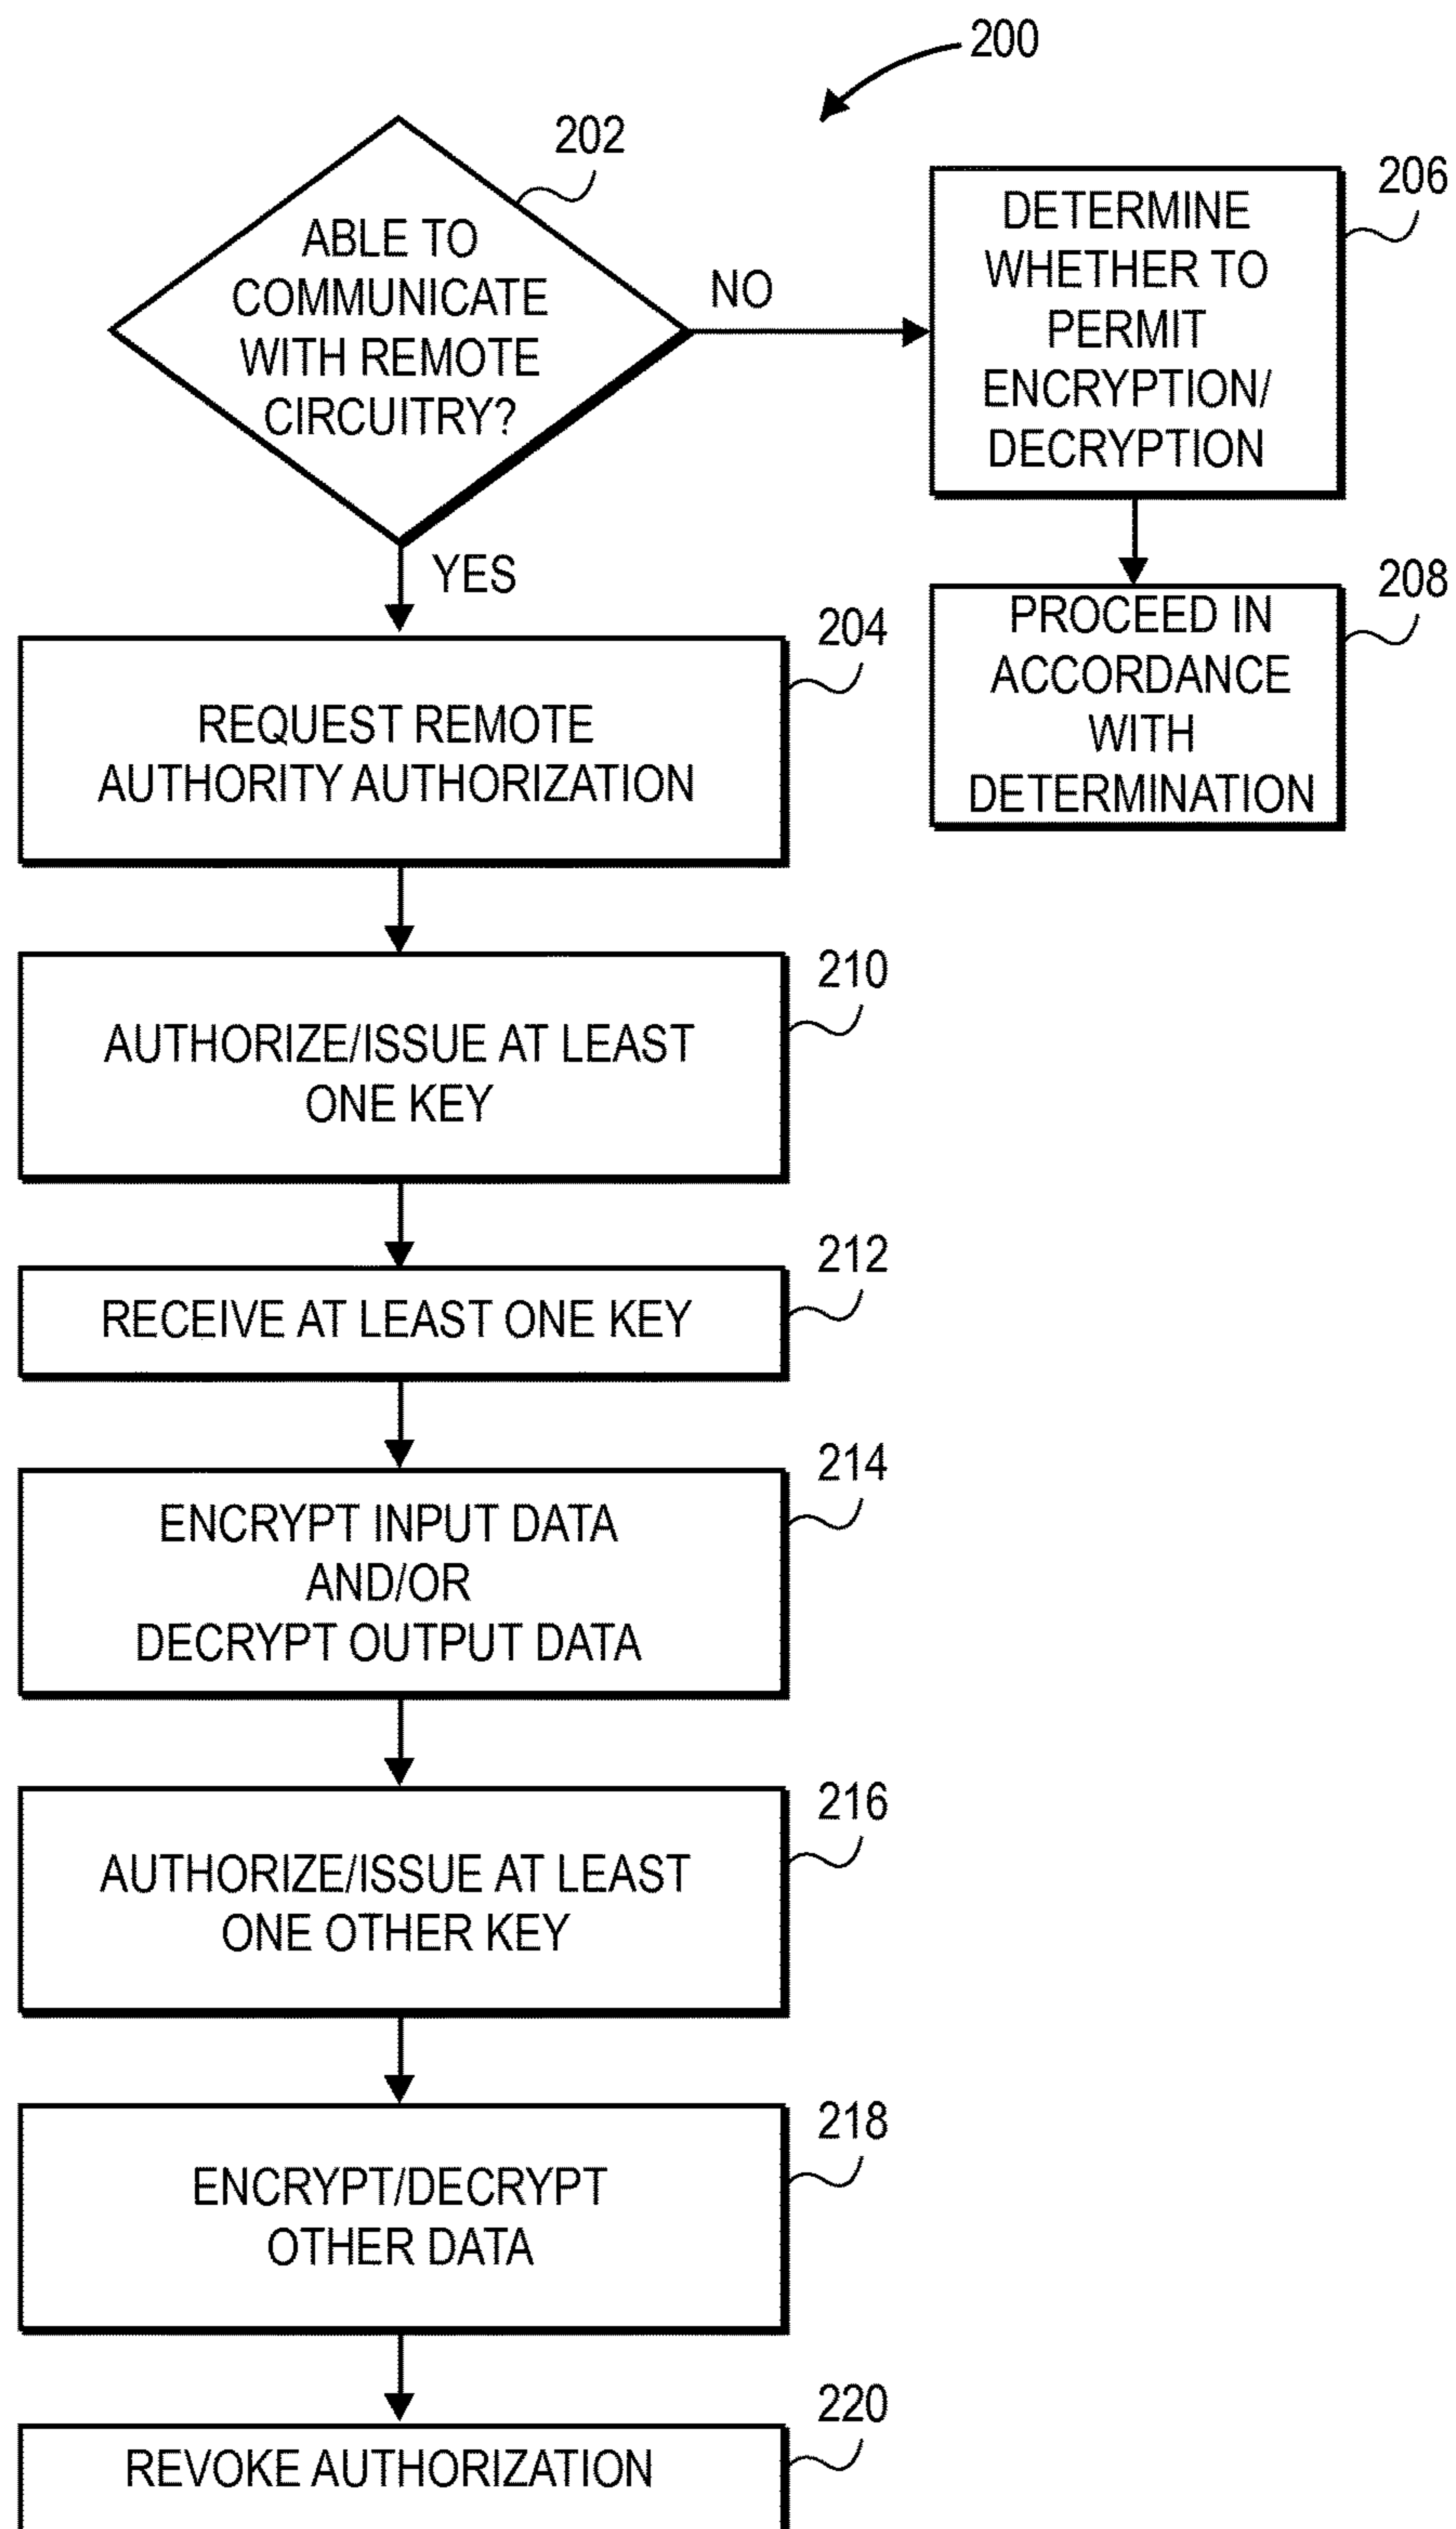 200
202
ABLE TO
COMMUNICATE
WITH REMOTE
CIRCUITRY?
NO
YES
206
DETERMINE
WHETHER TO
PERMIT
ENCRYPTION/
DECRYPTION
208
PROCEED IN
ACCORDANCE
WITH
DETERMINATION
204
REQUEST REMOTE
AUTHORITY AUTHORIZATION
210
AUTHORIZE/ISSUE AT LEAST
ONE KEY
212
RECEIVE AT LEAST ONE KEY
214
ENCRYPT INPUT DATA
AND/OR
DECRYPT OUTPUT DATA
216
AUTHORIZE/ISSUE AT LEAST
ONE OTHER KEY
218
ENCRYPT/DECRYPT
OTHER DATA
220
REVOKE AUTHORIZATION